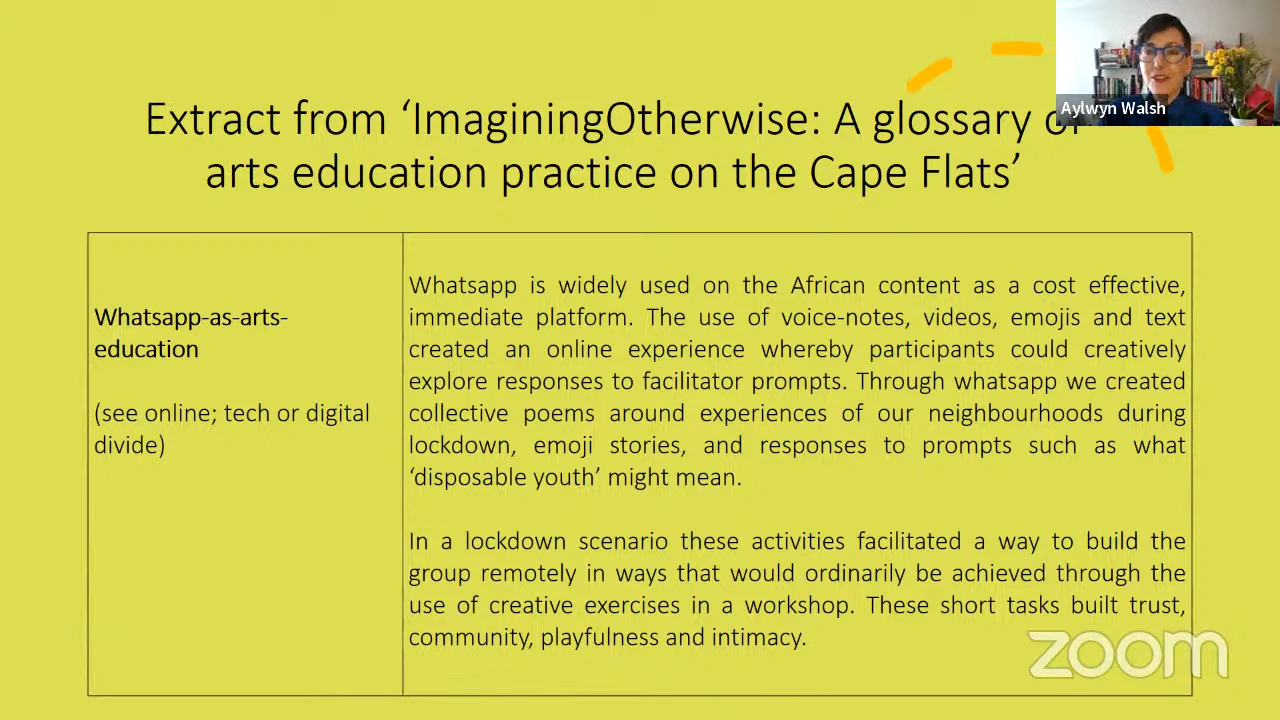 Extract from ‘ImaginingOtherwise: A glossary of
arts education practice on the Cape Flats’
Aylwyn Walsh
Whatsapp-as-arts-
education
(see online; tech or digital
divide)
Whatsapp is widely used on the African content as a cost effective,
immediate platform. The use of voice-notes, videos, emojis and text
created an online experience whereby participants could creatively
explore responses to facilitator prompts. Through whatsapp we created
collective poems around experiences of our neighbourhoods during
lockdown, emoji stories, and responses to prompts such as what
‘disposable youth’ might mean.
In a lockdown scenario these activities facilitated a way to build the
group remotely in ways that would ordinarily be achieved through the
use of creative exercises in a workshop. These short tasks built trust,
community, playfulness and intimacy.
zoom